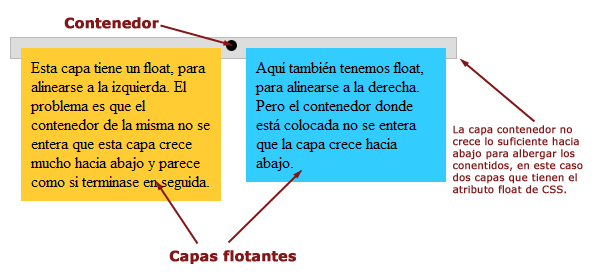 Contenedor
Esta capa tiene un float, para
alinearse a la izquierda. El
problema es que el
contenedor de la misma no se
entera que esta capa crece
mucho hacia abajo y parece
como si terminase en seguida.
Aqui también tenemos float,
para alinearse a la derecha.
Pero el contenedor donde
está colocada no se entera
que la capa crece hacia
abajo.
La capa contenedor no
crece lo suficiente hacia
abajo para albergar los
conentidos, en este caso
dos capas que tienen el
atributo float de CSS.
Capas flotantes